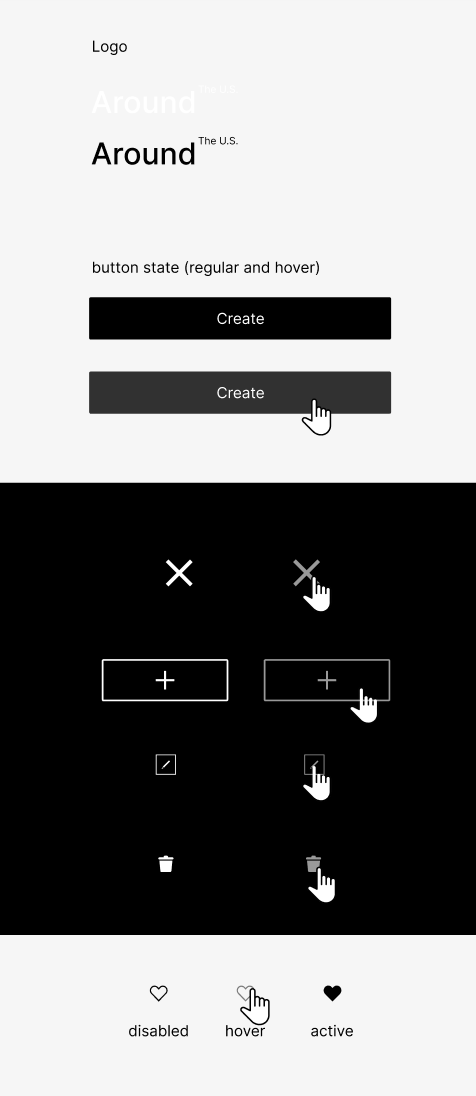 Logo
The U.S.
Around
The U.S.
Around
button state (regular and hover)
Create
Create
disabled
hover
active